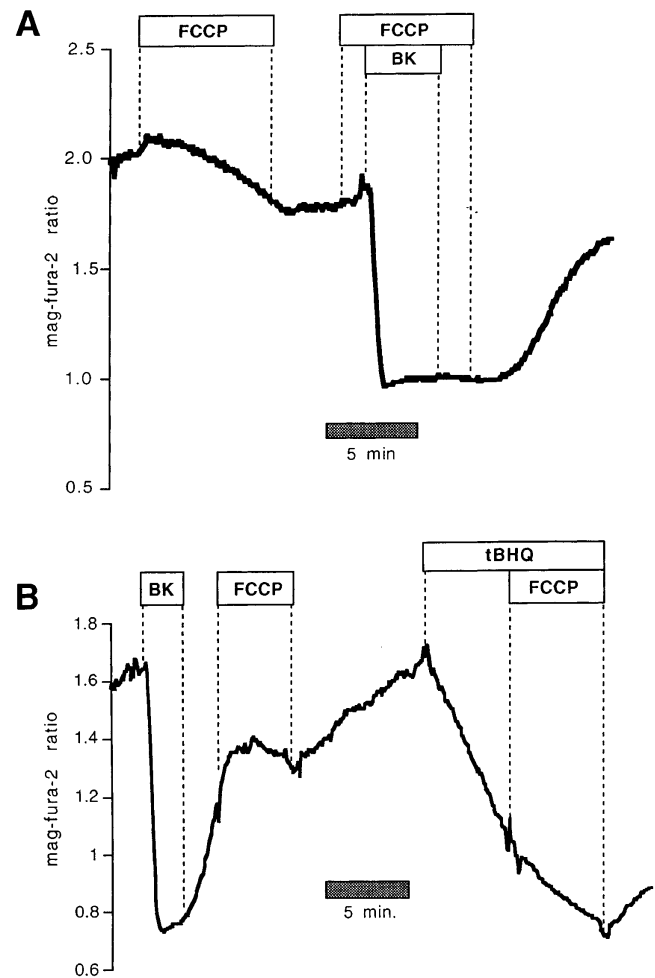 A
FCCP
FCCP
BK
2.5
2.0
1.5
1.0
0.5
mag-fura-2 ratio
5 min
B
BK
FCCP
tBHQ
FCCP
1.8
1.6
1.4
1.2
1
0.8
0.6
mag-fura-2 ratio
5 min.